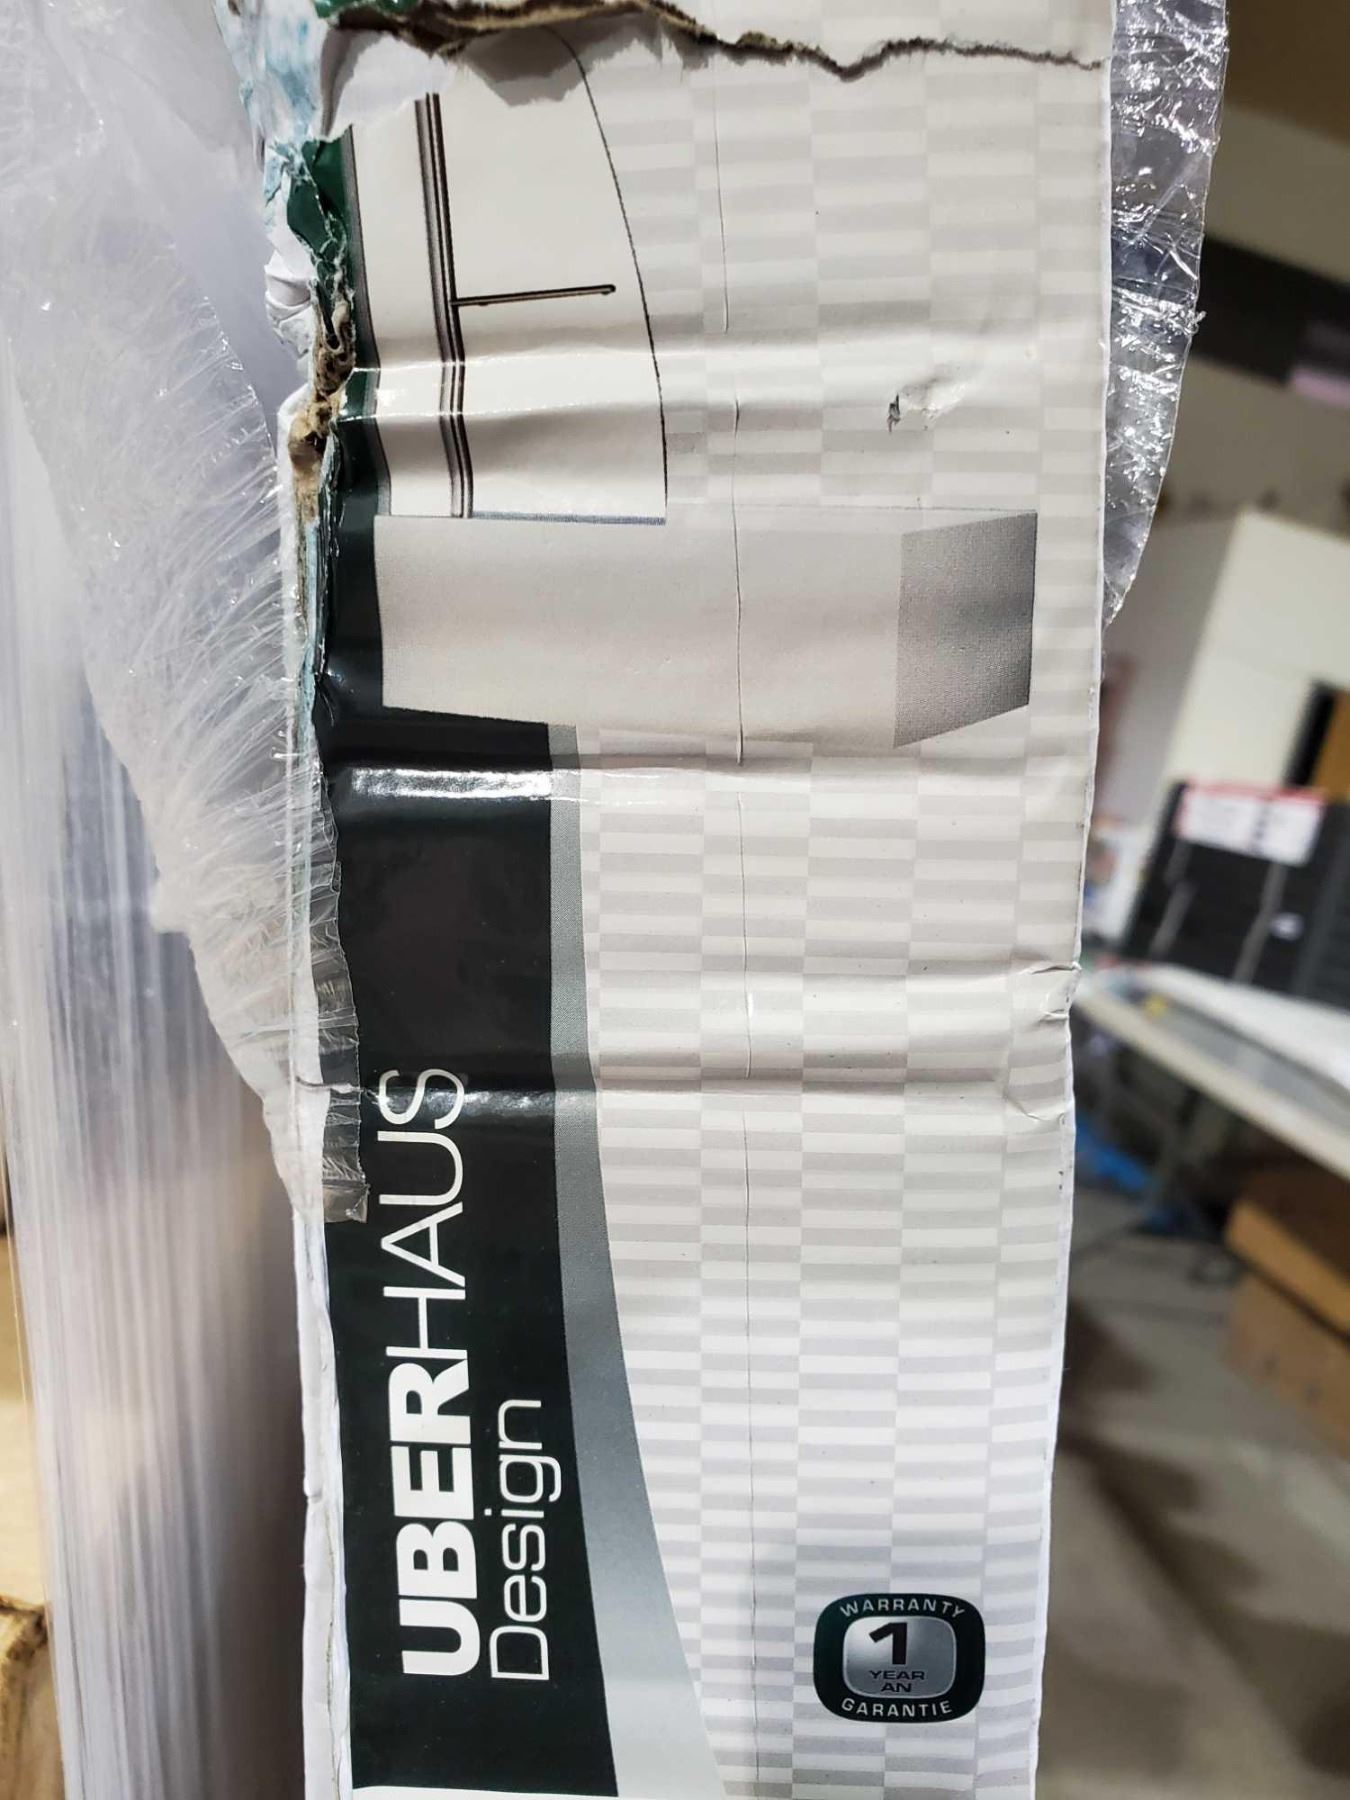 UBERHAUS
Design
WARRANTY
1
YEAR
AN
GARANTIE